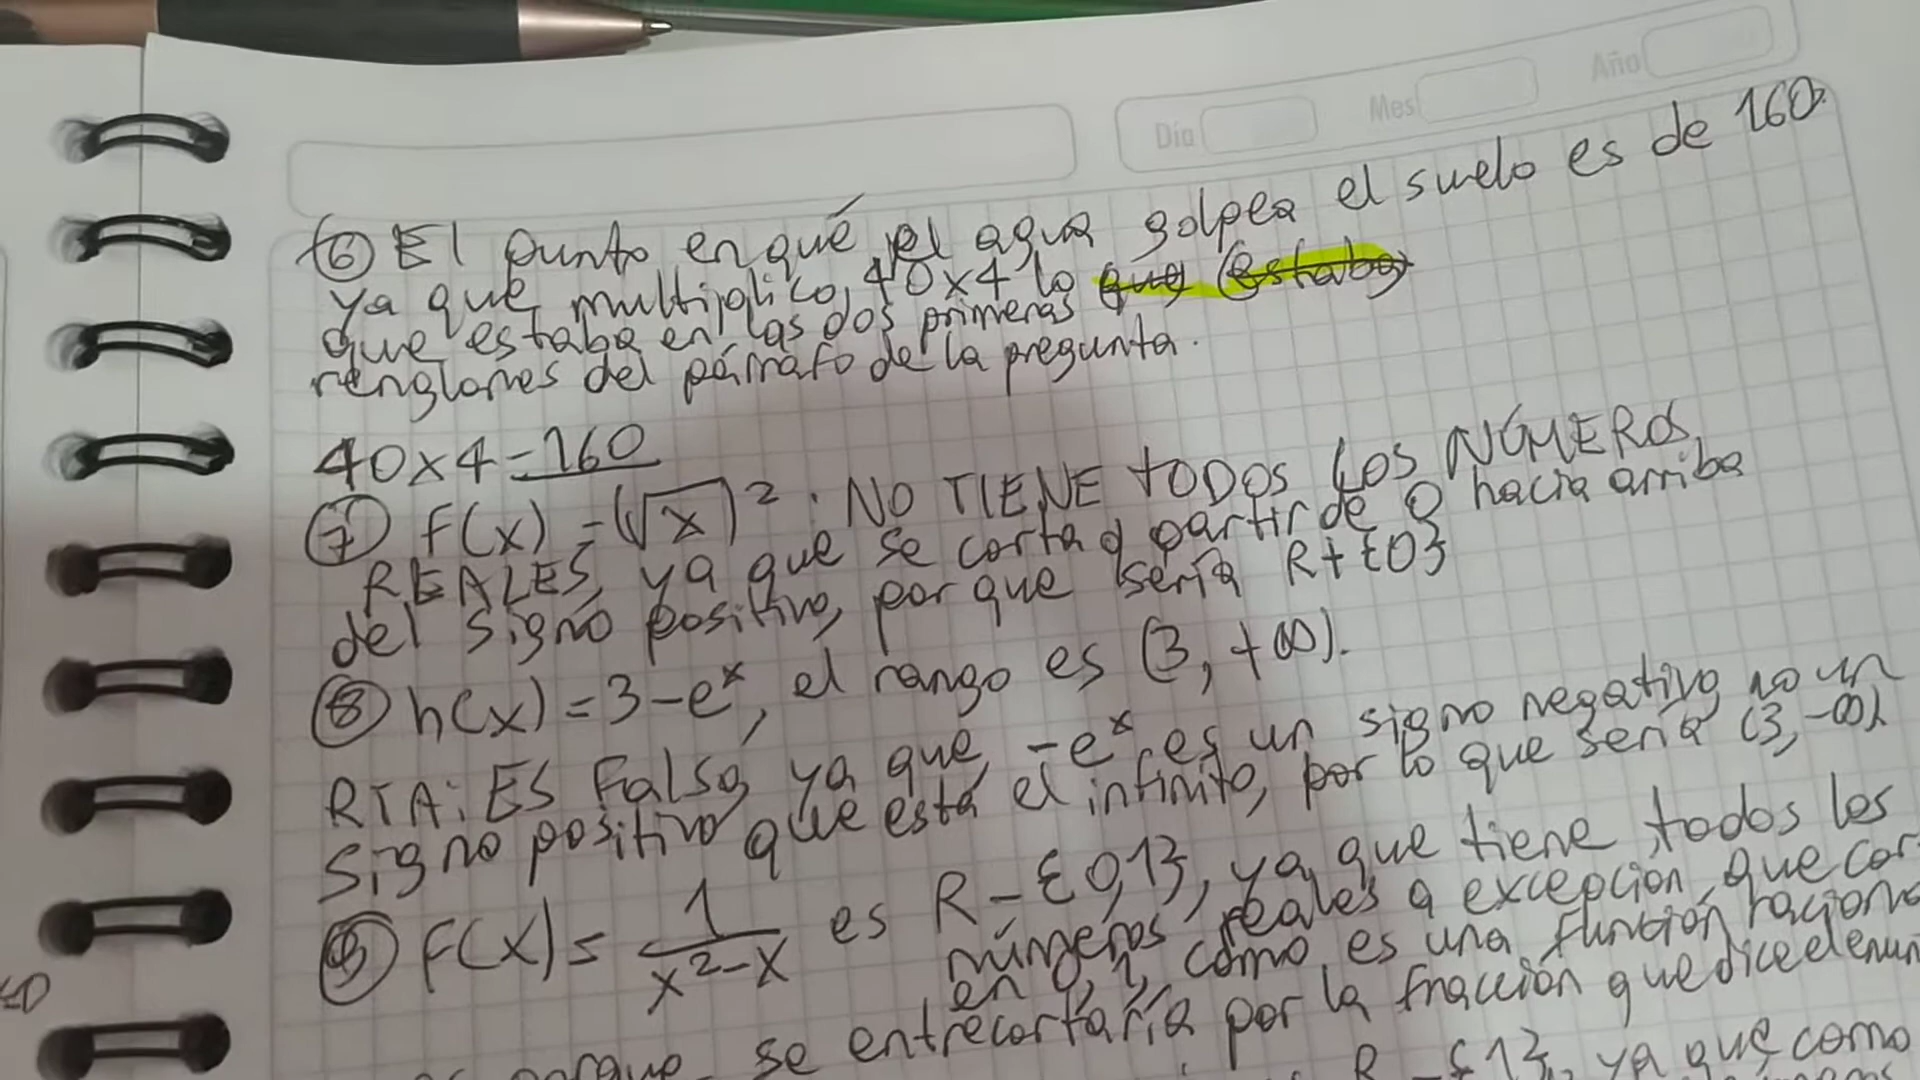 Día Mes Año
⑥ El punto en qué el agua golpea el suelo es de 160.
ya que multiplico, 40x4 lo que estaba
que estaba en las dos primeras
renglones del párrafo de la pregunta.
40x4=160
⑦ f(x) = (√x)². NO TIENE TODOS LOS NÚMEROS
REALES, ya que se corta a partir de 0 hacia arriba
del signo positivo, por que sería R+{0}
⑧ h(x)=3-eˣ, el rango es (3, +∞).
RTA: ES Falso, ya que, -eˣ es un signo negativo, no un
signo positivo que está el infinito, por lo que sería (3, -∞).
⑨ f(x)= 1/x²-x es R-{0,1}, ya que tiene todos los
números reales a excepción, que cor-
en 0, 1, como es una función raciona
se entrecortaría por la fracción que dice el enun
porque
R-{1}, ya que como